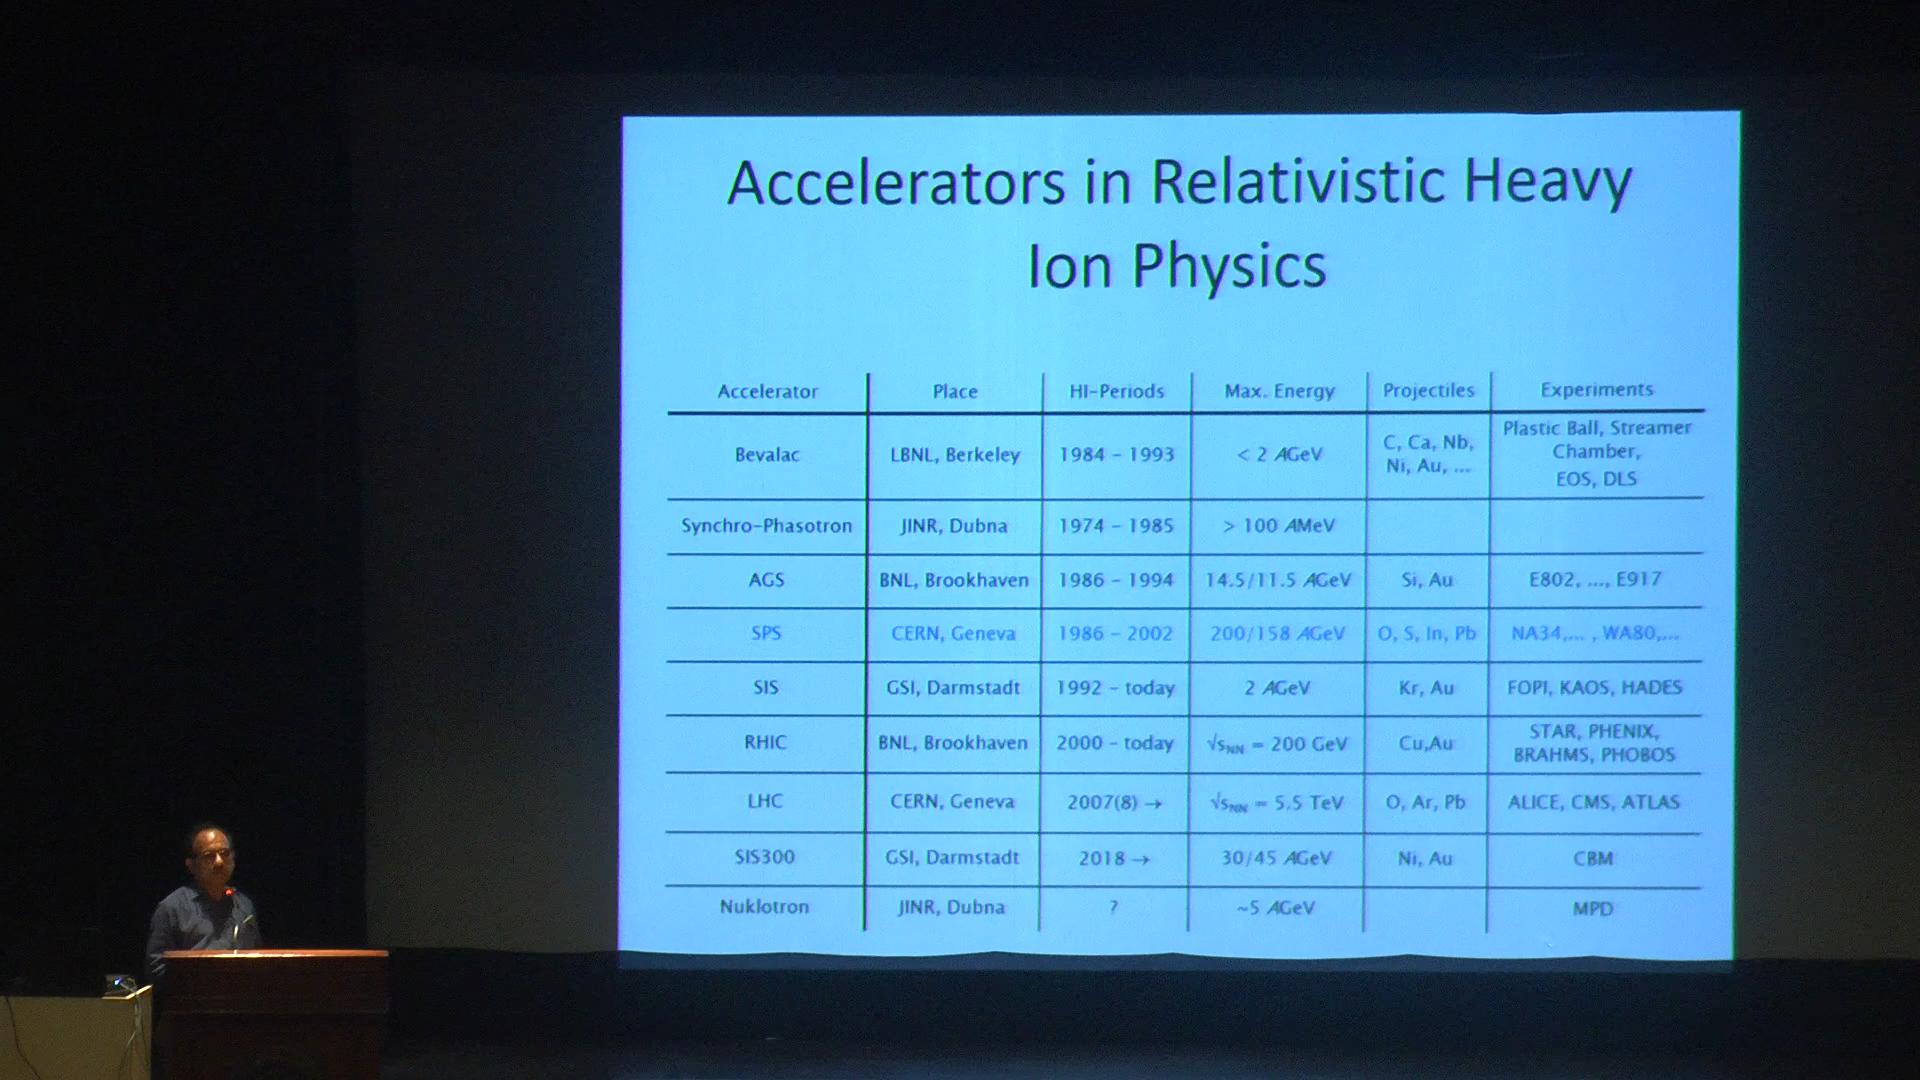 Accelerators in Relativistic Heavy
Ion Physics
Accelerator Place HI-Periods Max. Energy Projectiles Experiments
Bevalac LBNL, Berkeley 1984 - 1993 < 2 AGeV C, Ca, Nb, Ni, Au, ... Plastic Ball, Streamer Chamber, EOS, DLS
Synchro-Phasotron JINR, Dubna 1974 - 1985 > 100 AMeV
AGS BNL, Brookhaven 1986 - 1994 14.5/11.5 AGeV Si, Au E802, ..., E917
SPS CERN, Geneva 1986 - 2002 200/158 AGeV O, S, In, Pb NA34,... , WA80,...
SIS GSI, Darmstadt 1992 - today 2 AGeV Kr, Au FOPI, KAOS, HADES
RHIC BNL, Brookhaven 2000 - today √sNN = 200 GeV Cu,Au STAR, PHENIX, BRAHMS, PHOBOS
LHC CERN, Geneva 2007(8) → √sNN = 5.5 TeV O, Ar, Pb ALICE, CMS, ATLAS
SIS300 GSI, Darmstadt 2018 → 30/45 AGeV Ni, Au CBM
Nuklotron JINR, Dubna ? ~5 AGeV MPD